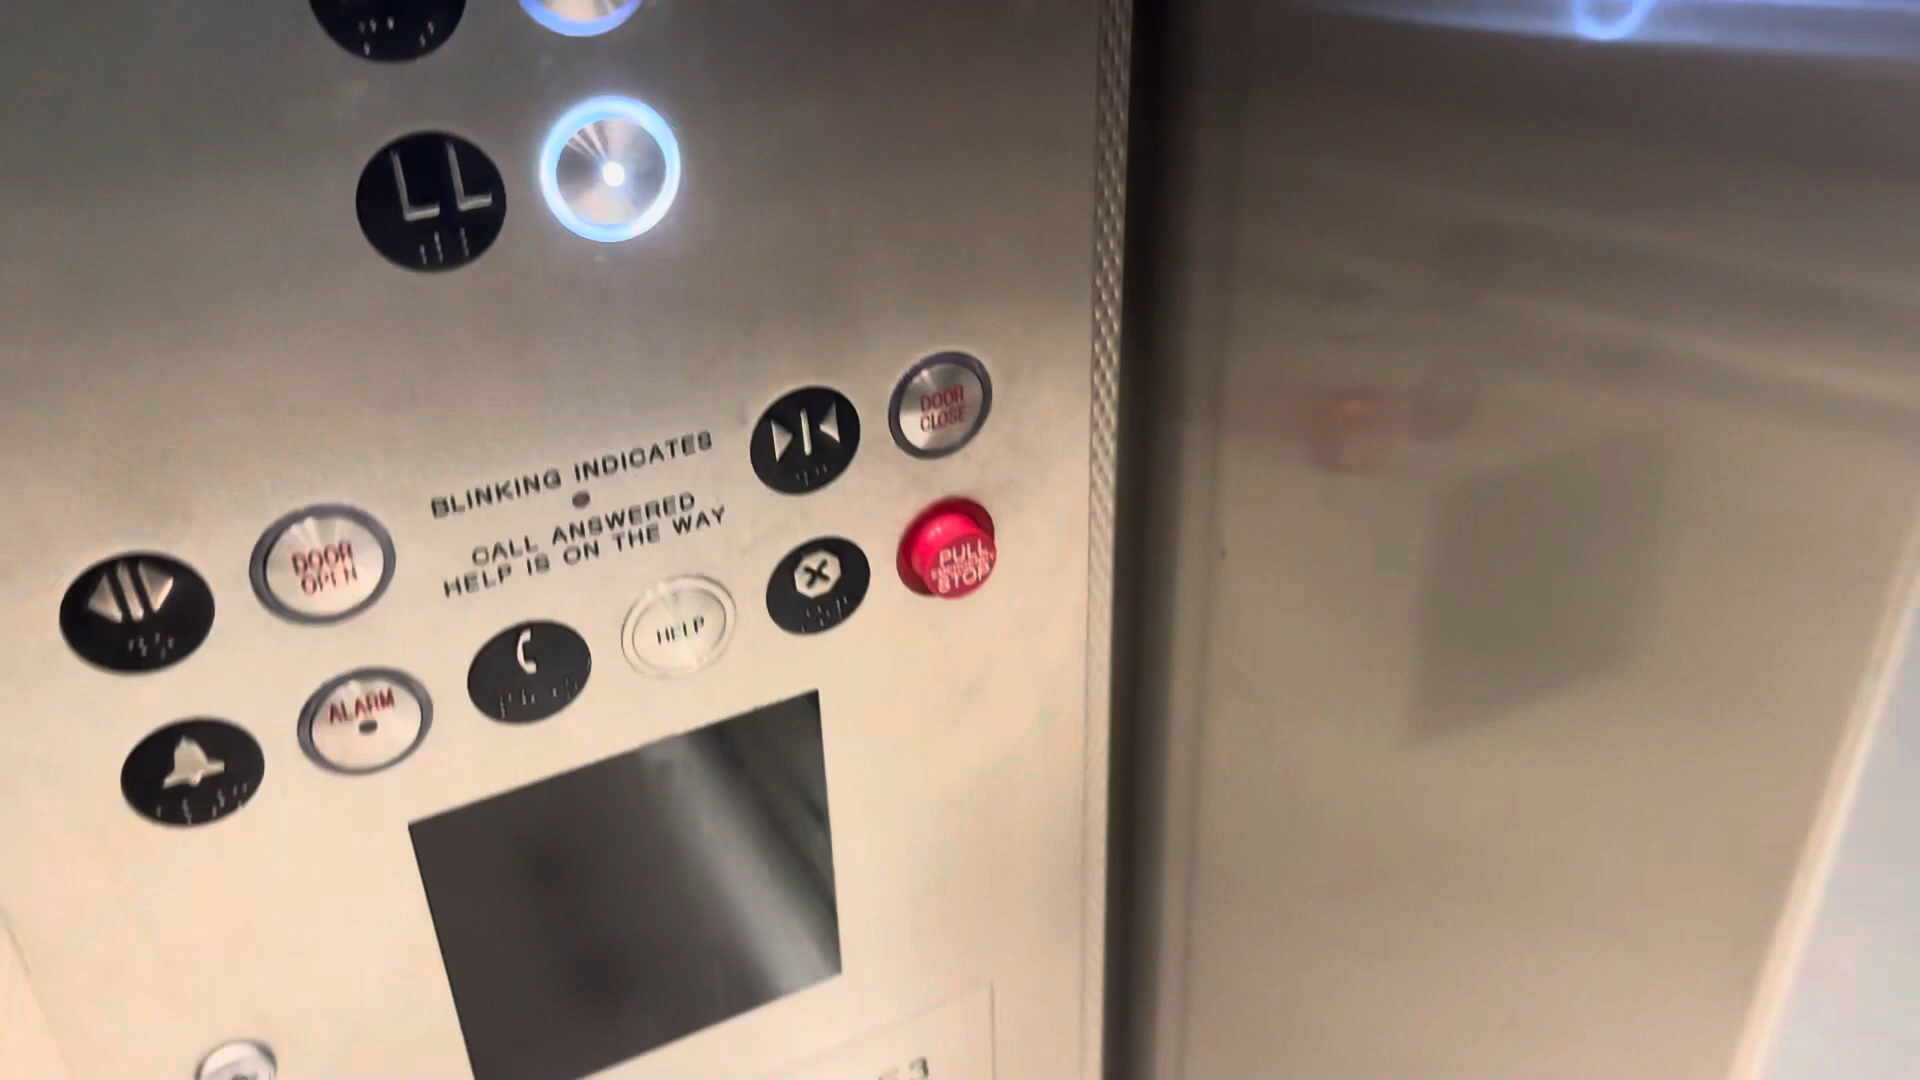 LL
BLINKING INDICATES
CALL ANSWERED
HELP IS ON THE WAY
DOOR
CLOSE
DOOR
OPEN
PULL
EMERGENCY
STOP
HELP
ALARM